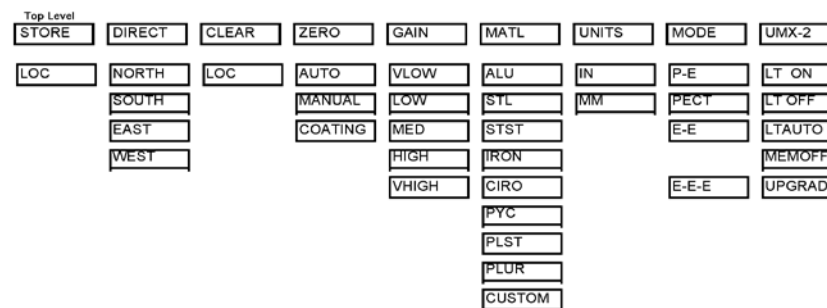 Top Level
STORE DIRECT CLEAR ZERO GAIN MATL UNITS MODE UMX-2
LOC NORTH LOC AUTO VLOW ALU IN P-E LT ON
SOUTH MANUAL LOW STL MM PECT LT OFF
EAST COATING MED STST E-E LTAUTO
WEST HIGH IRON MEMOFF
VHIGH CIRO E-E-E UPGRAD
PYC
PLST
PLUR
CUSTOM